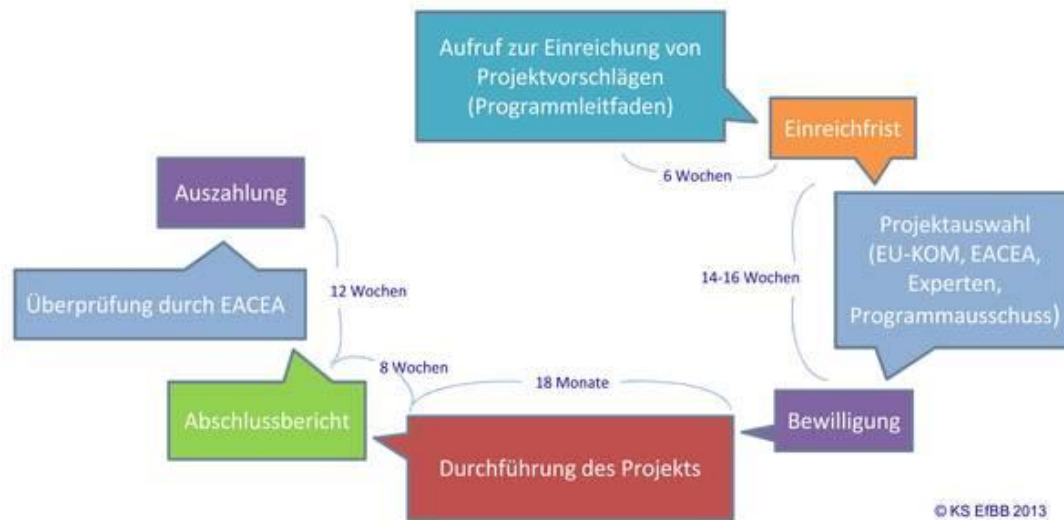 Aufruf zur Einreichung von
Projektvorschlägen
(Programmleitfaden)
Einreichfrist
6 Wochen
Projektauswahl
(EU-KOM, EACEA,
Experten,
Programmausschuss)
14-16 Wochen
Bewilligung
18 Monate
Durchführung des Projekts
8 Wochen
Abschlussbericht
12 Wochen
Überprüfung durch EACEA
Auszahlung
© KS EfBB 2013